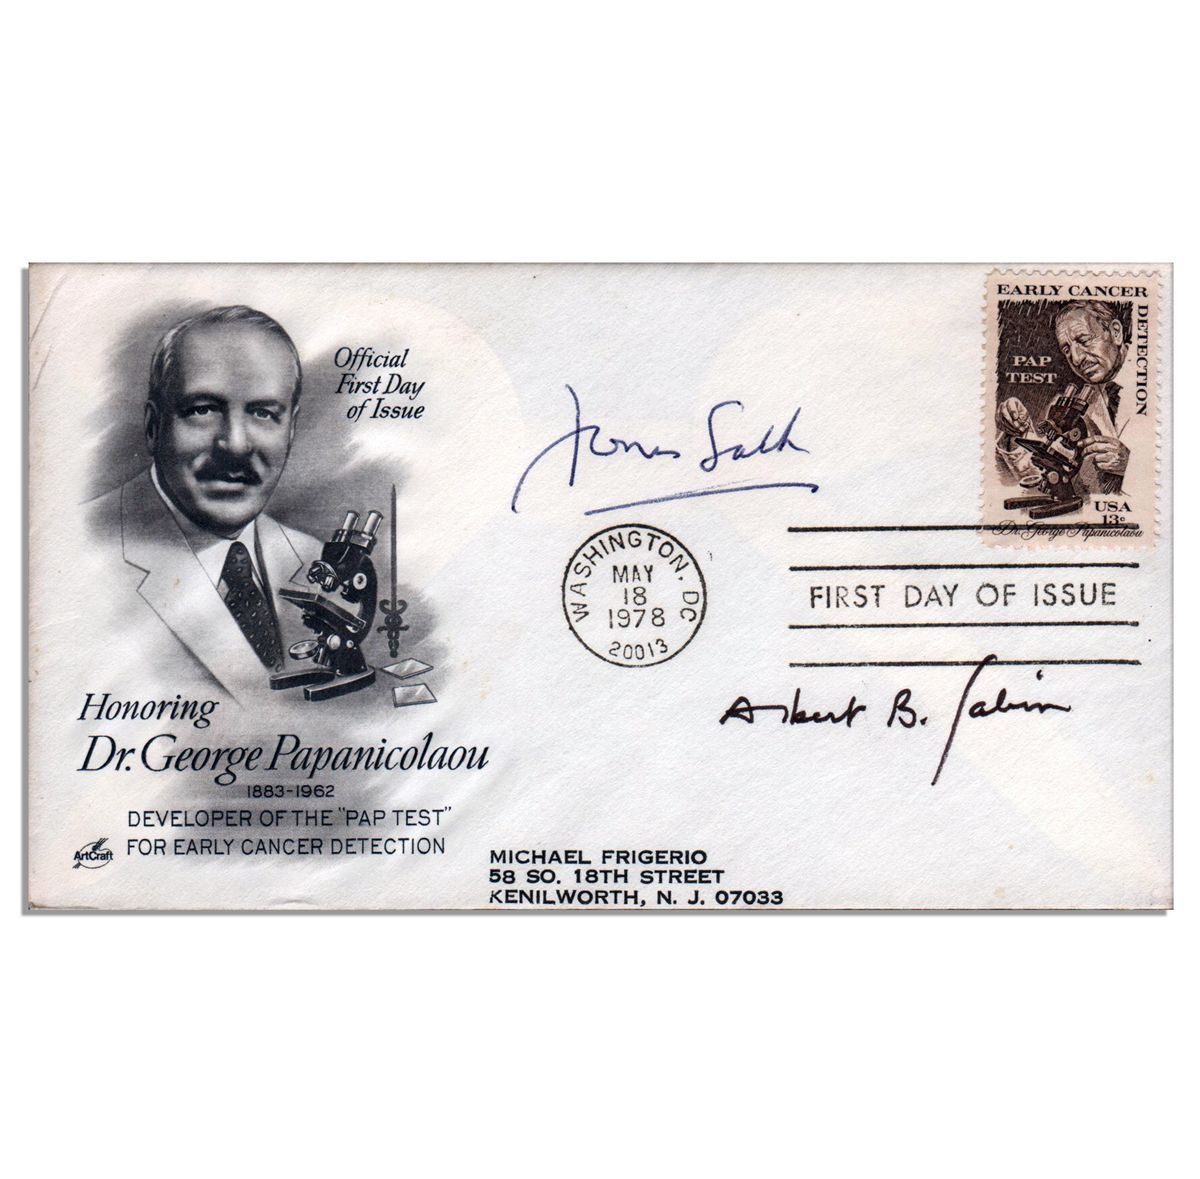 Official
First Day
of Issue
Honoring
Dr. George Papanicolaou
1883-1962
DEVELOPER OF THE "PAP TEST"
FOR EARLY CANCER DETECTION
ArtCraft
Jonas Salk
WASHINGTON, DC
MAY
18
1978
20013
EARLY CANCER
DETECTION
PAP
TEST
USA
13c
Dr. George Papanicolaou
FIRST DAY OF ISSUE
Albert B. Sabin
MICHAEL FRIGERIO
58 SO. 18TH STREET
KENILWORTH, N. J. 07033